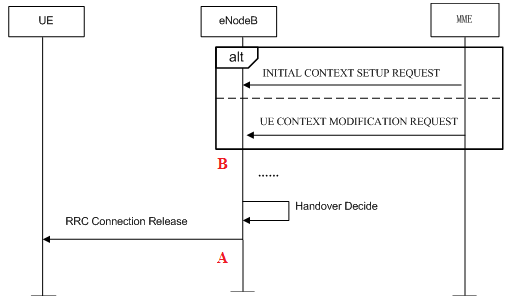 UE
eNodeB
MME
alt
INITIAL CONTEXT SETUP REQUEST
UE CONTEXT MODIFICATION REQUEST
B
......
Handover Decide
RRC Connection Release
A